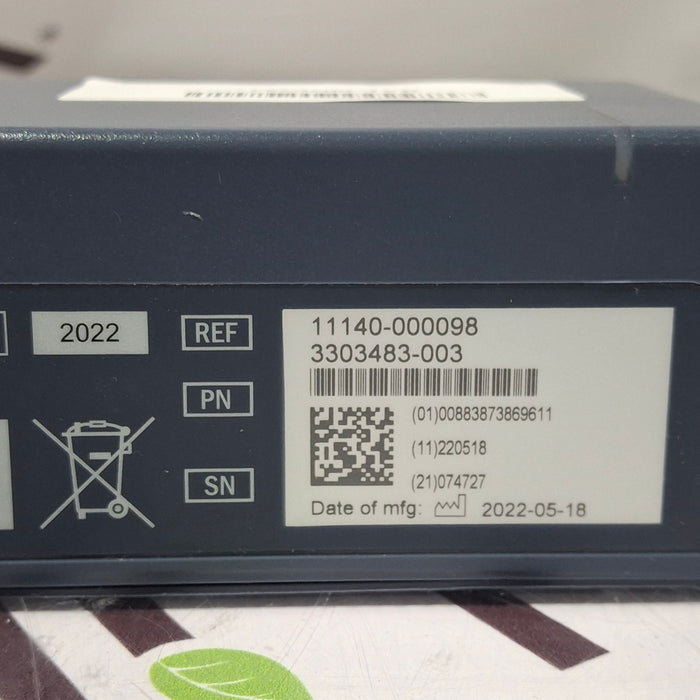 2022
REF
11140-000098
3303483-003
PN
(01)00883873869611
(11)220518
SN
(21)074727
Date of mfg: 2022-05-18